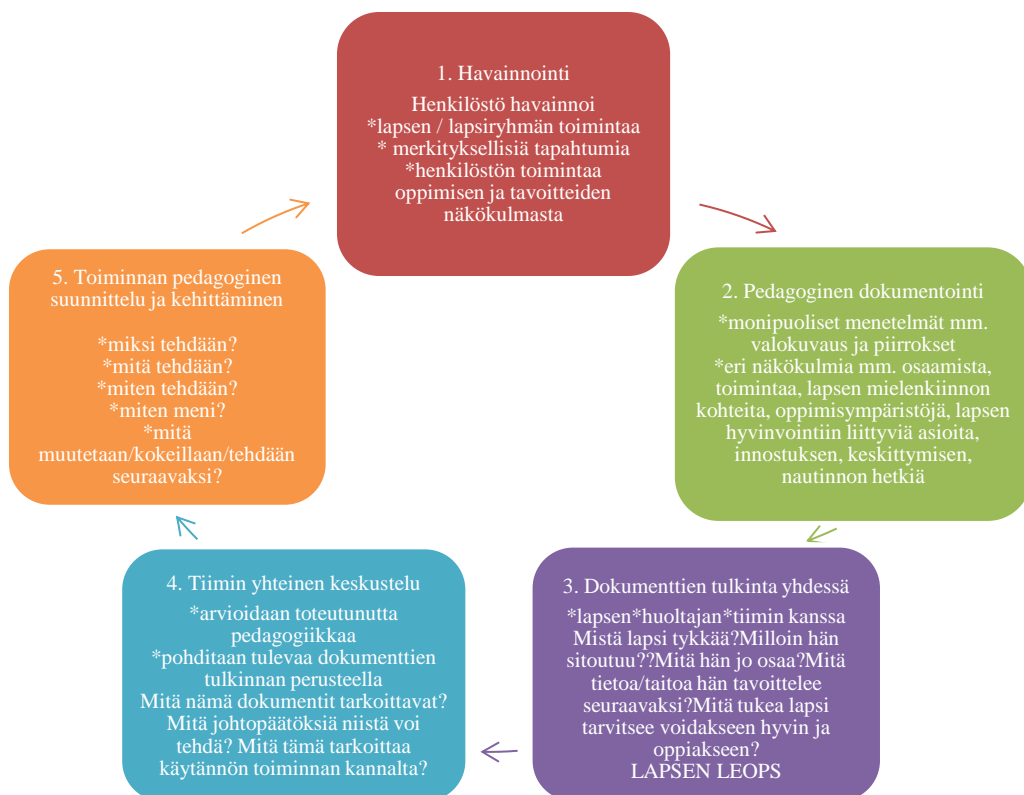 1. Havainnointi
Henkilöstö havainnoi
*lapsen / lapsiryhmän toimintaa
* merkityksellisiä tapahtumia
*henkilöstön toimintaa
oppimisen ja tavoitteiden
näkökulmasta
2. Pedagoginen dokumentointi
*monipuoliset menetelmät mm.
valokuvaus ja piirrokset
*eri näkökulmia mm. osaamista,
toimintaa, lapsen mielenkiinnon
kohteita, oppimisympäristöjä, lapsen
hyvinvointiin liittyviä asioita,
innostuksen, keskittymisen,
nautinnon hetkiä
3. Dokumenttien tulkinta yhdessä
*lapsen*huoltajan*tiimin kanssa
Mistä lapsi tykkää?Milloin hän
sitoutuu??Mitä hän jo osaa?Mitä
tietoa/taitoa hän tavoittelee
seuraavaksi?Mitä tukea lapsi
tarvitsee voidakseen hyvin ja
oppiakseen?
LAPSEN LEOPS
4. Tiimin yhteinen keskustelu
*arvioidaan toteutunutta
pedagogiikkaa
*pohditaan tulevaa dokumenttien
tulkinnan perusteella
Mitä nämä dokumentit tarkoittavat?
Mitä johtopäätöksiä niistä voi
tehdä? Mitä tämä tarkoittaa
käytännön toiminnan kannalta?
5. Toiminnan pedagoginen
suunnittelu ja kehittäminen
*miksi tehdään?
*mitä tehdään?
*miten tehdään?
*miten meni?
*mitä
muutetaan/kokeillaan/tehdään
seuraavaksi?